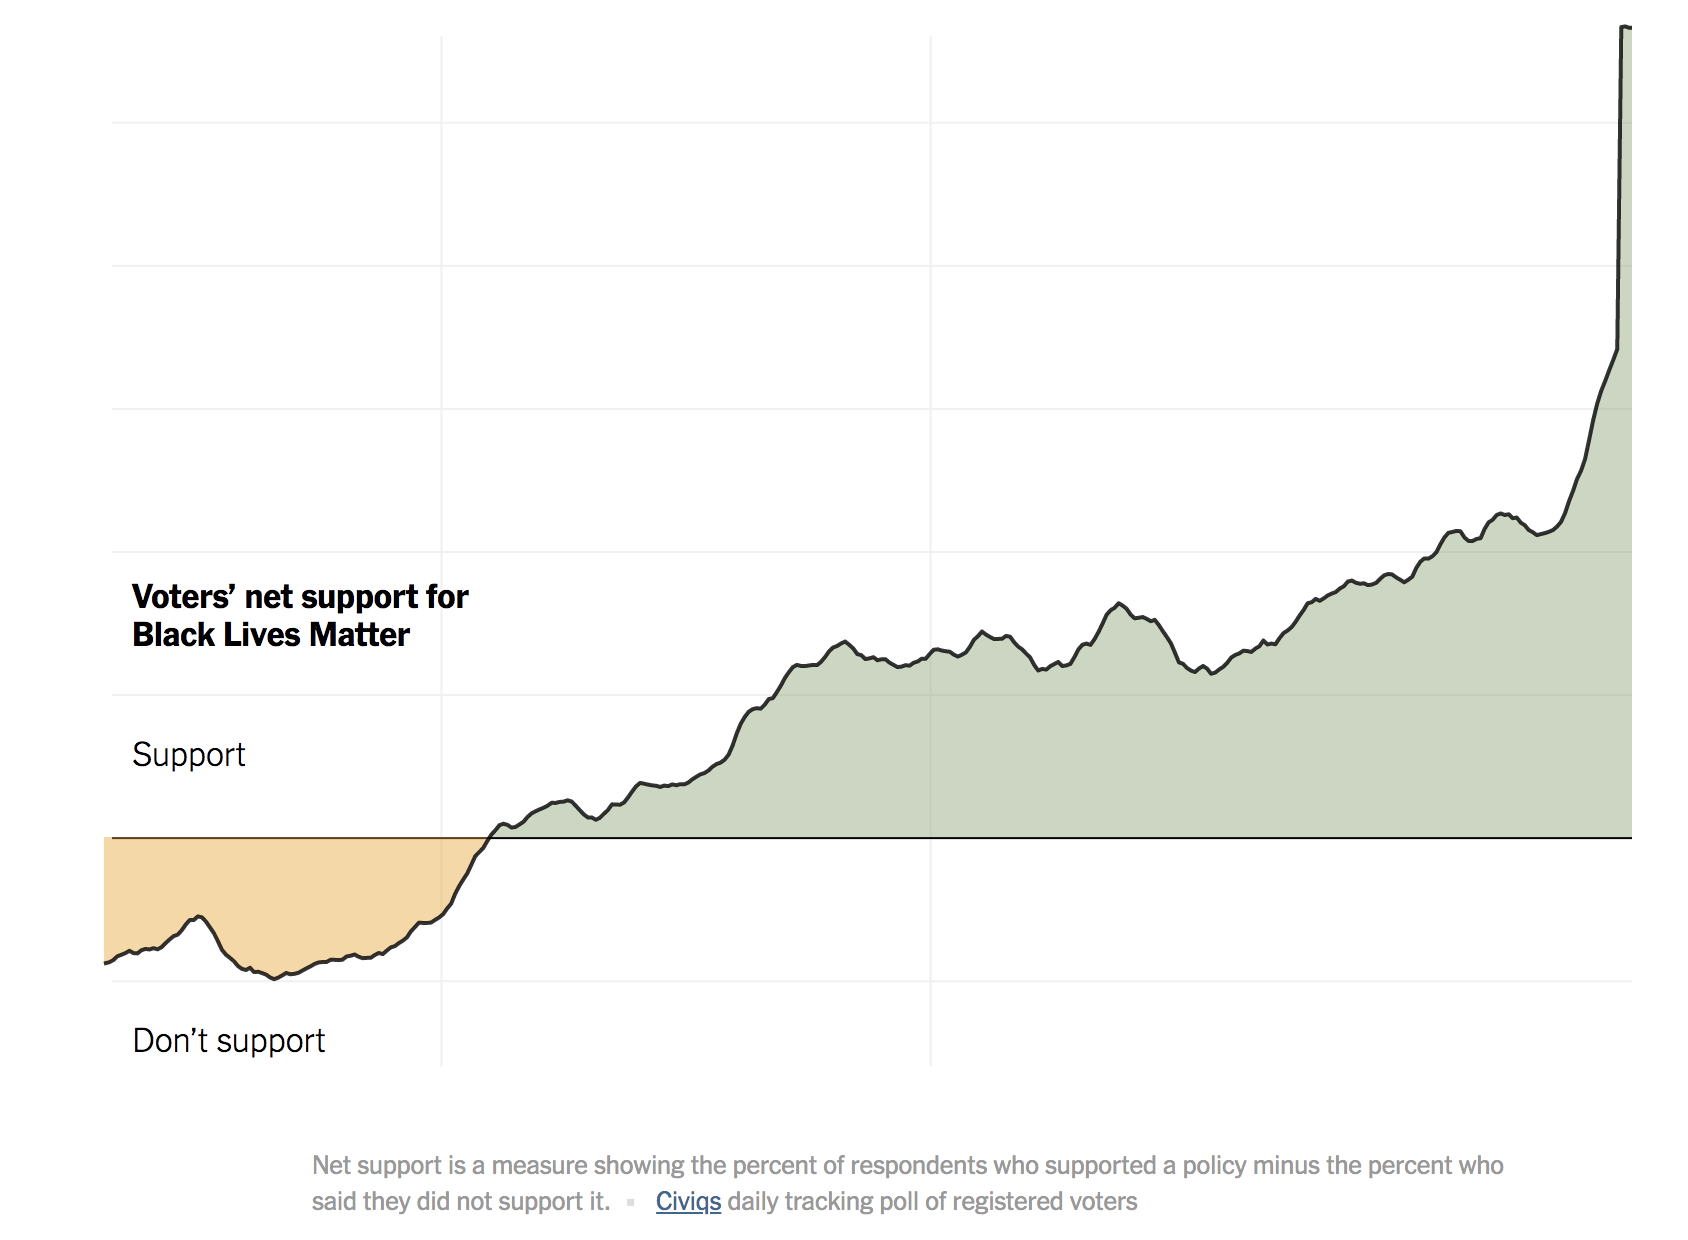 Voters’ net support for
Black Lives Matter
Support
Don’t support
Net support is a measure showing the percent of respondents who supported a policy minus the percent who
said they did not support it. ▪ Civiqs daily tracking poll of registered voters